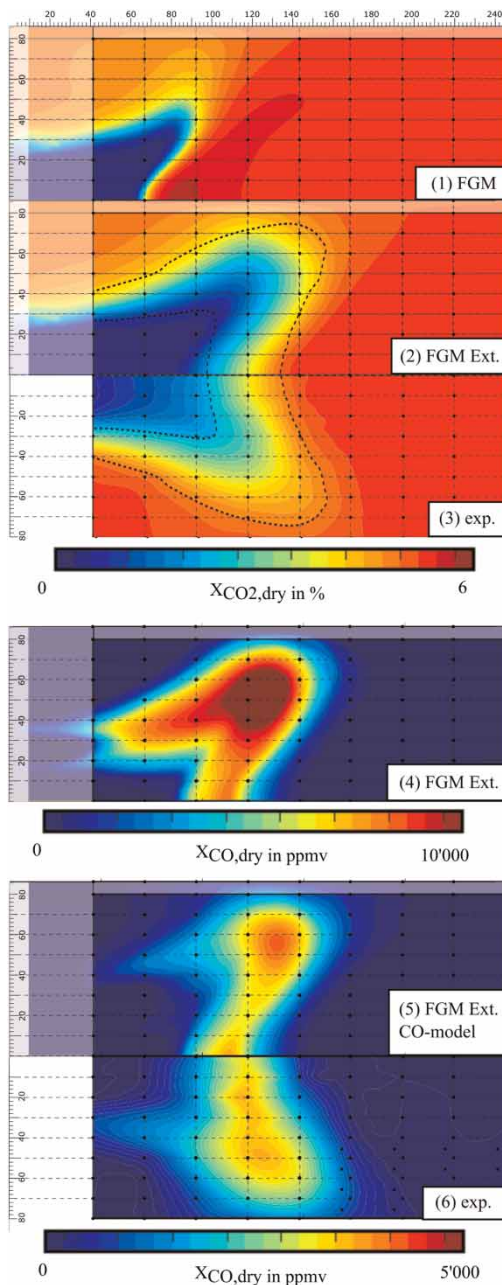 0 20 40 60 80 100 120 140 160 180 200 220 240
80
60
40
20
(1) FGM
80
60
40
20
(2) FGM Ext.
20
40
60
80
(3) exp.
0 6
XCO2,dry in %
80
60
40
20
(4) FGM Ext.
0 10'000
XCO,dry in ppmv
80
60
40
20
(5) FGM Ext.
CO-model
20
40
60
80
(6) exp.
0 5'000
XCO,dry in ppmv